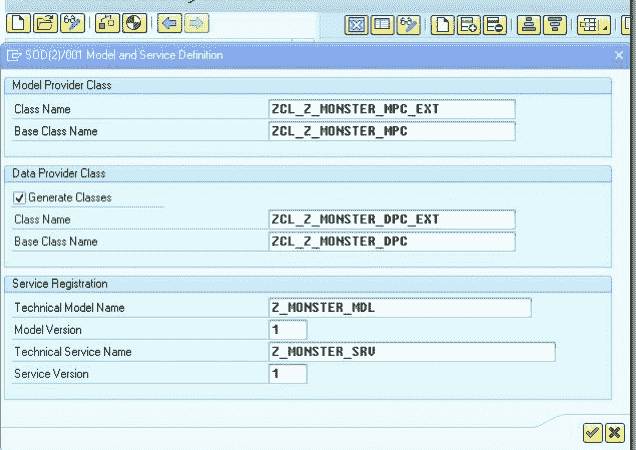 SOD(2)/001 Model and Service Definition
Model Provider Class
Class Name ZCL_Z_MONSTER_MPC_EXT
Base Class Name ZCL_Z_MONSTER_MPC
Data Provider Class
Generate Classes
Class Name ZCL_Z_MONSTER_DPC_EXT
Base Class Name ZCL_Z_MONSTER_DPC
Service Registration
Technical Model Name Z_MONSTER_MDL
Model Version 1
Technical Service Name Z_MONSTER_SRV
Service Version 1